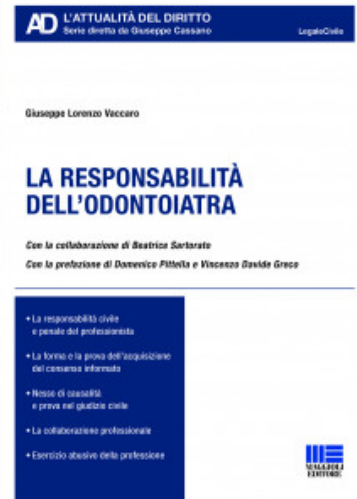 AD L'ATTUALITÀ DEL DIRITTO
Serie diretta da Giuseppe Cassano
LegaleCivile
Giuseppe Lorenzo Vaccaro
LA RESPONSABILITÀ
DELL'ODONTOIATRA
Con la collaborazione di Beatrice Sartorato
Con la prefazione di Domenico Pittella e Vincenzo Davide Greco
• La responsabilità civile
e penale del professionista
• La forma e la prova dell'acquisizione
del consenso informato
• Nesso di causalità
e prova nel giudizio civile
• La collaborazione professionale
• Esercizio abusivo della professione
MAGGIOLI
EDITORE